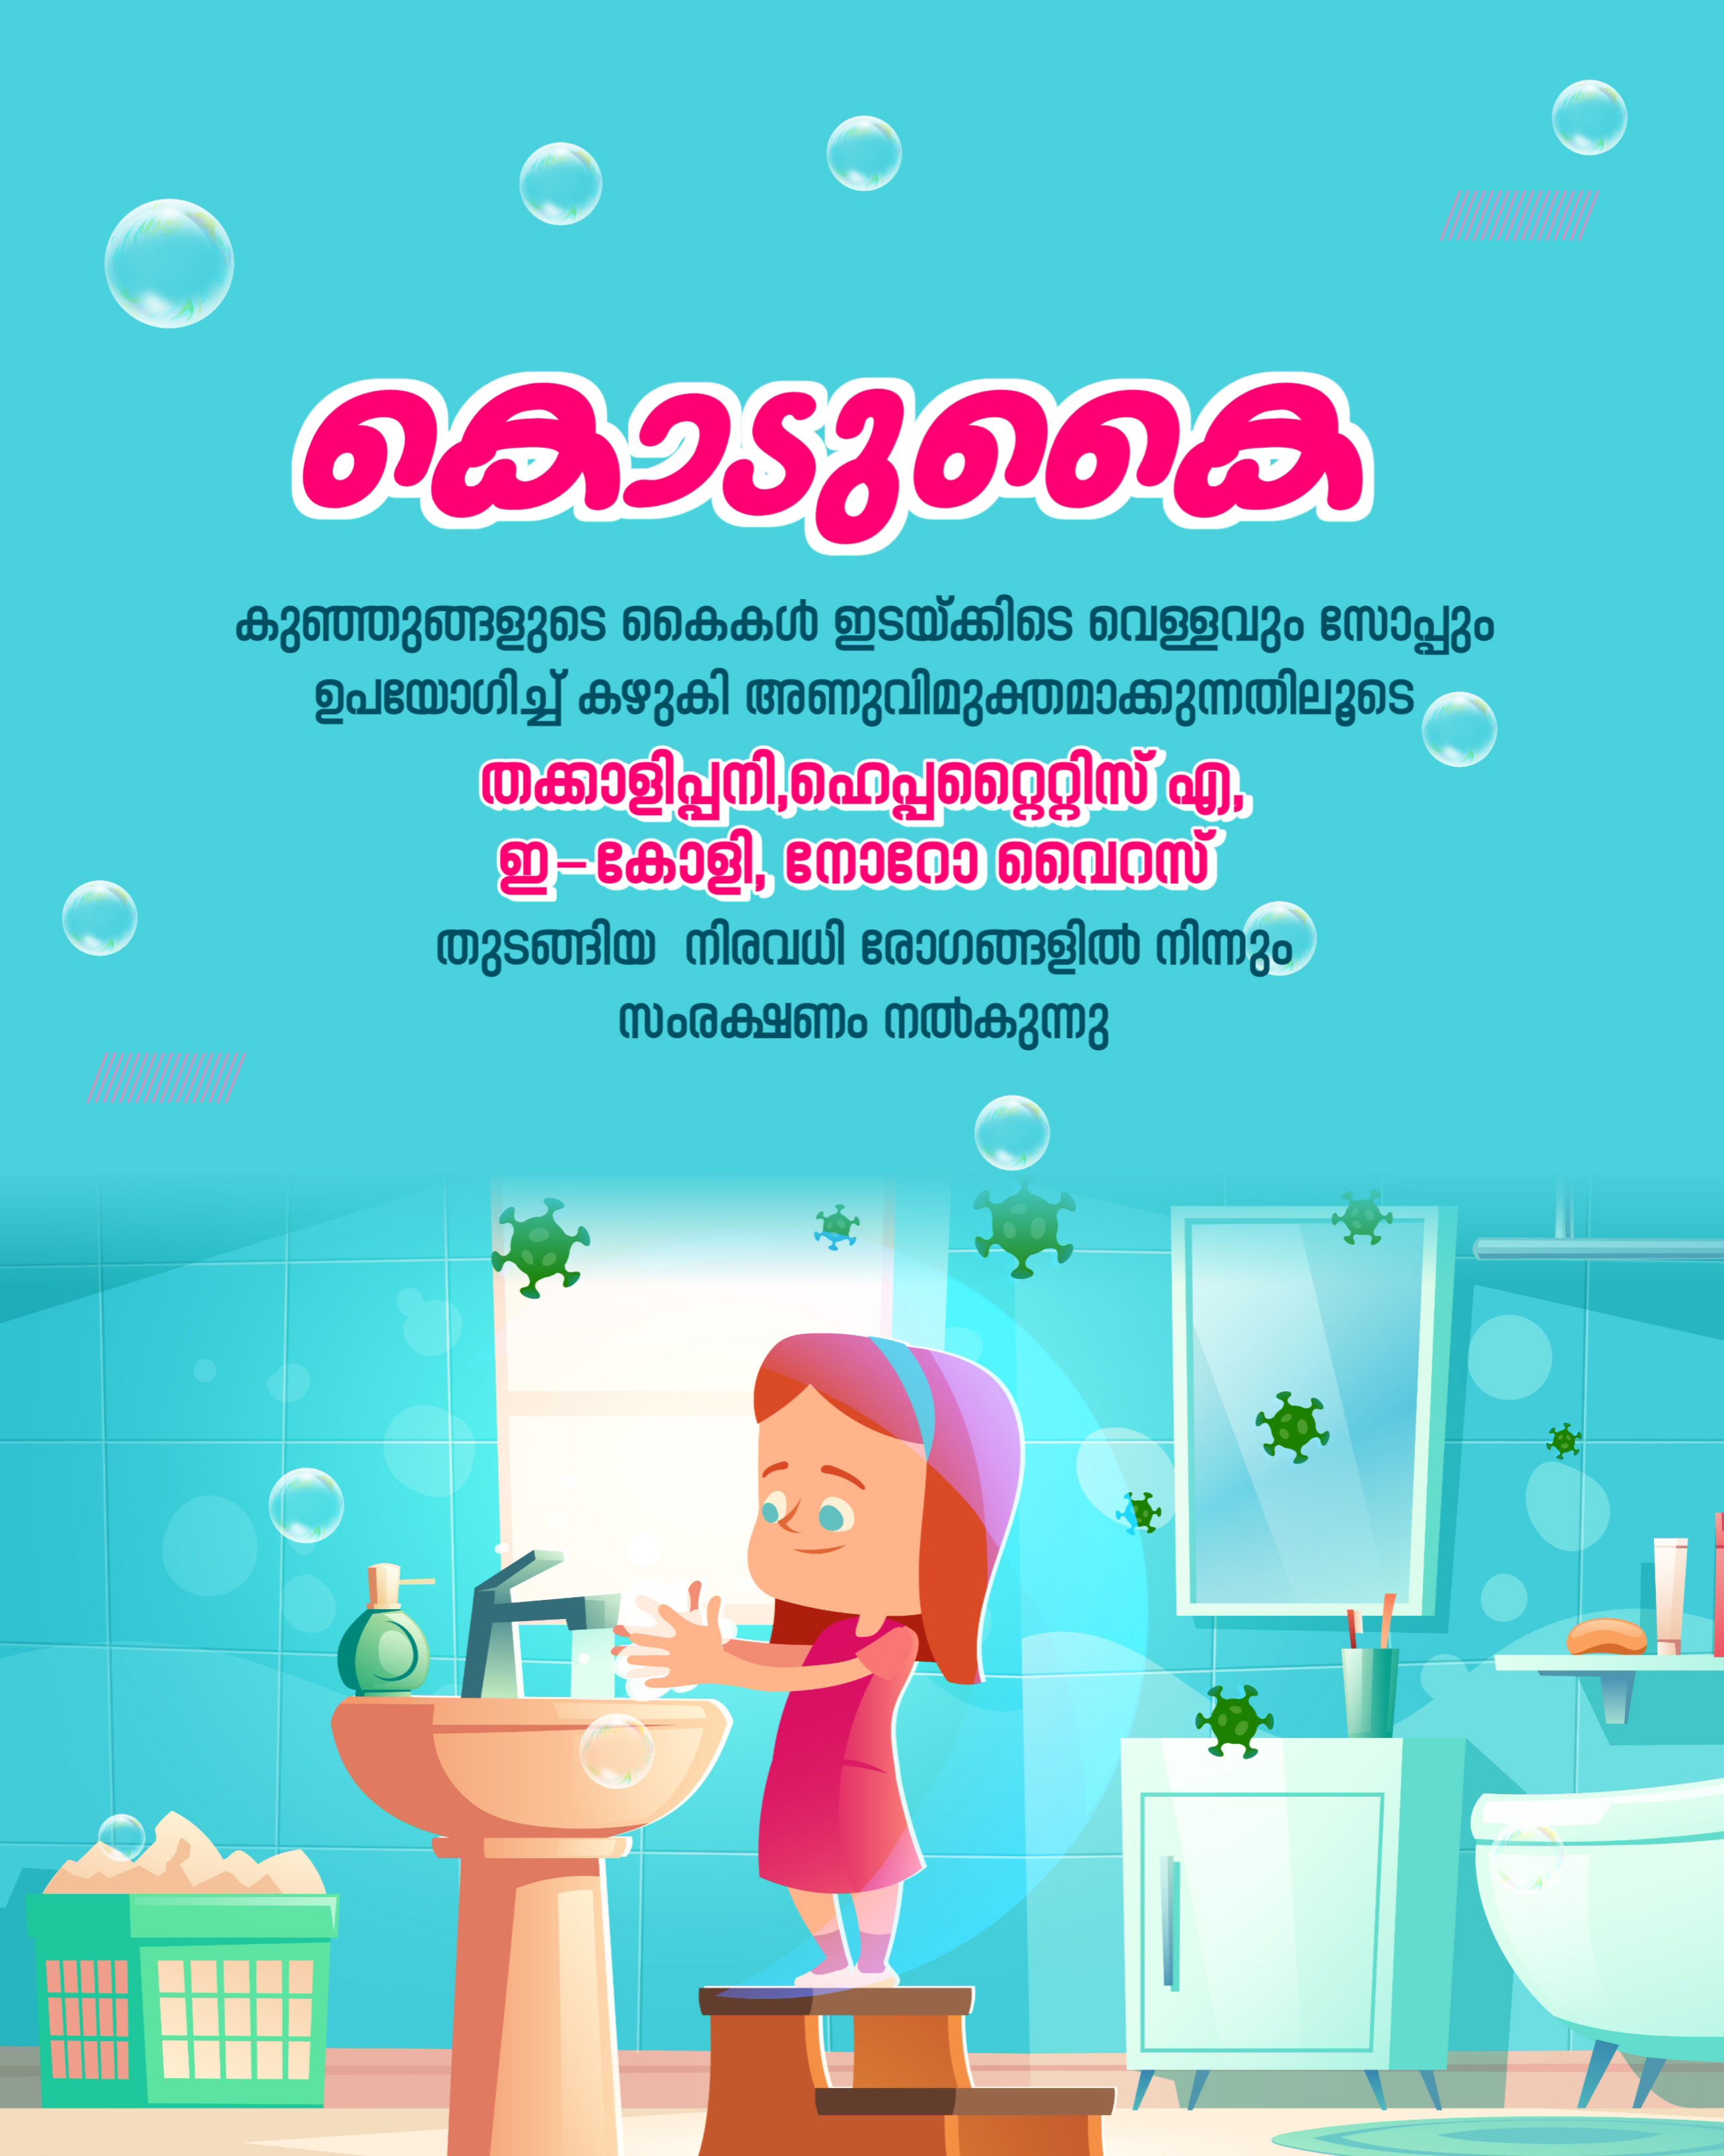 കൊടുകൈ
കുഞ്ഞുങ്ങളുടെ കൈകൾ ഇടയ്ക്കിടെ വെള്ളവും സോപ്പും
ഉപയോഗിച്ച് കഴുകി അണുവിമുക്തമാക്കുന്നതിലൂടെ
തക്കാളിപ്പനി,ഹെപ്പറ്റൈറ്റിസ് എ,
ഇ-കോളി, നോറോ വൈറസ്
തുടങ്ങിയ നിരവധി രോഗങ്ങളിൽ നിന്നും
സംരക്ഷണം നൽകുന്നു